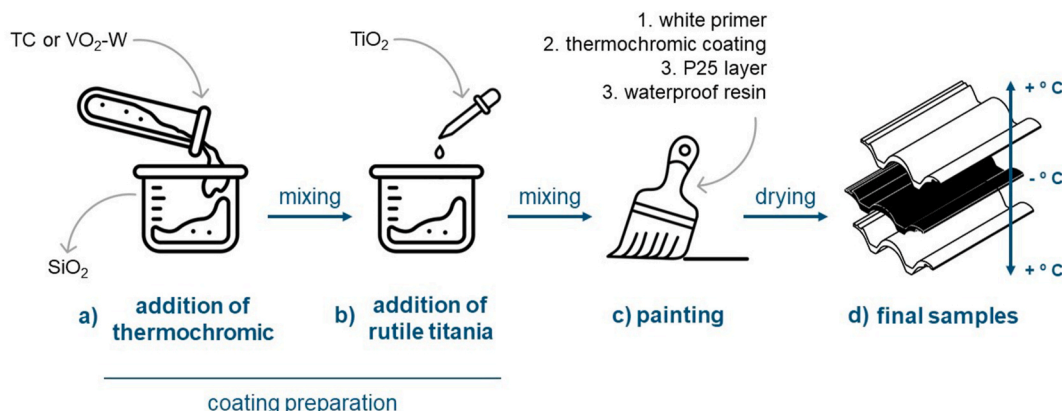 TC or VO₂-W
SiO₂
TiO₂
1. white primer
2. thermochromic coating
3. P25 layer
3. waterproof resin
mixing
mixing
drying
+ º C
- º C
+ º C
a) addition of
thermochromic
b) addition of
rutile titania
c) painting
d) final samples
coating preparation